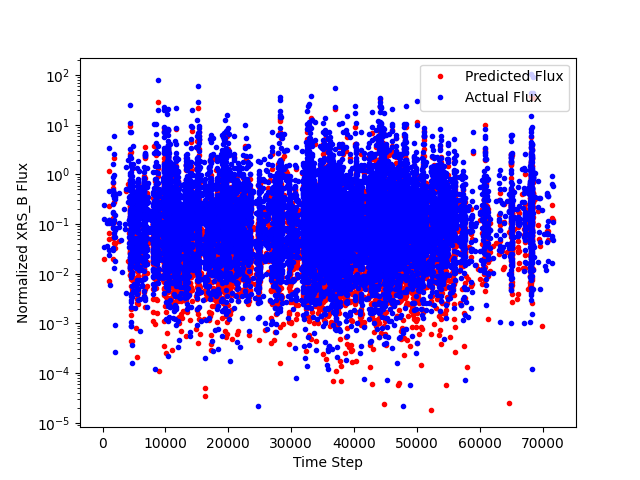 Predicted Flux
Actual Flux
Normalized XRS_B Flux
10²
10¹
10⁰
10⁻¹
10⁻²
10⁻³
10⁻⁴
10⁻⁵
0 10000 20000 30000 40000 50000 60000 70000
Time Step